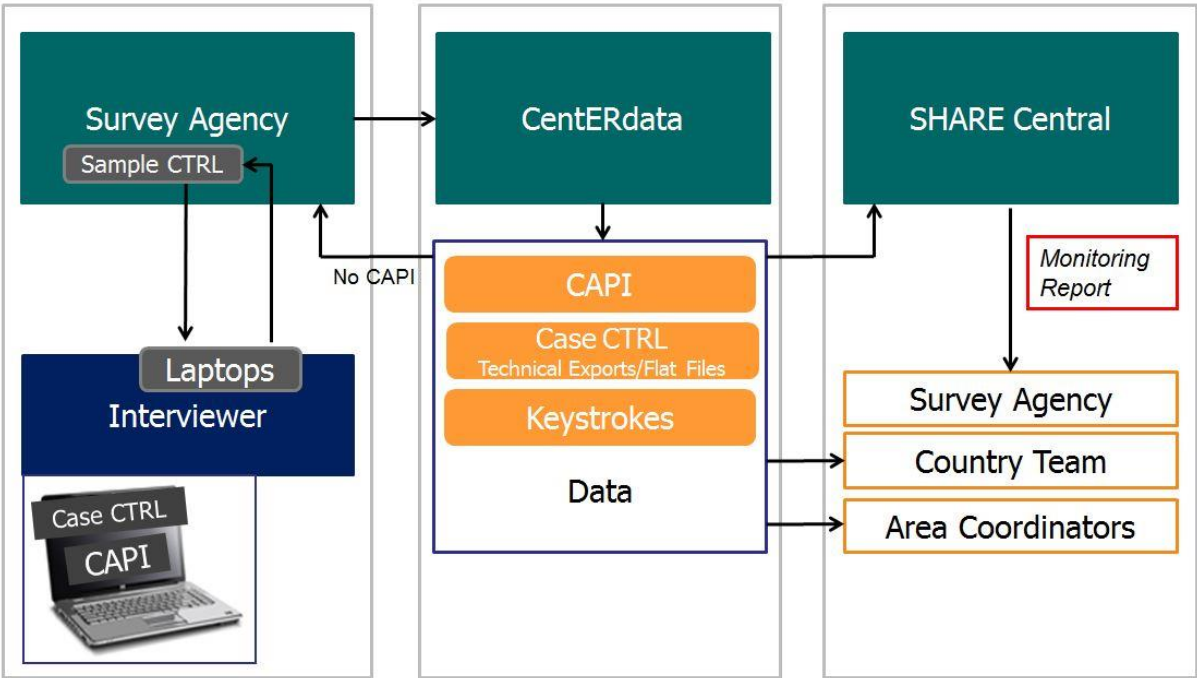 Survey Agency
Sample CTRL
Laptops
Interviewer
Case CTRL
CAPI
No CAPI
CentERdata
CAPI
Case CTRL
Technical Exports/Flat Files
Keystrokes
Data
SHARE Central
Monitoring
Report
Survey Agency
Country Team
Area Coordinators